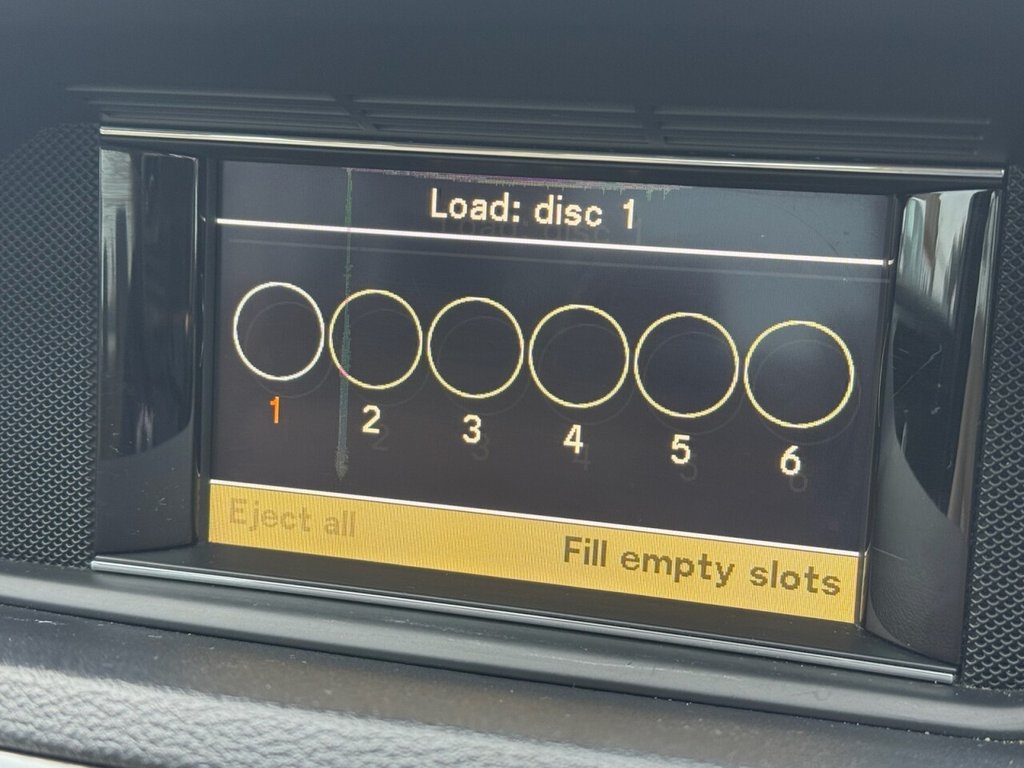 Load: disc 1
1 2 3 4 5 6
Eject all
Fill empty slots